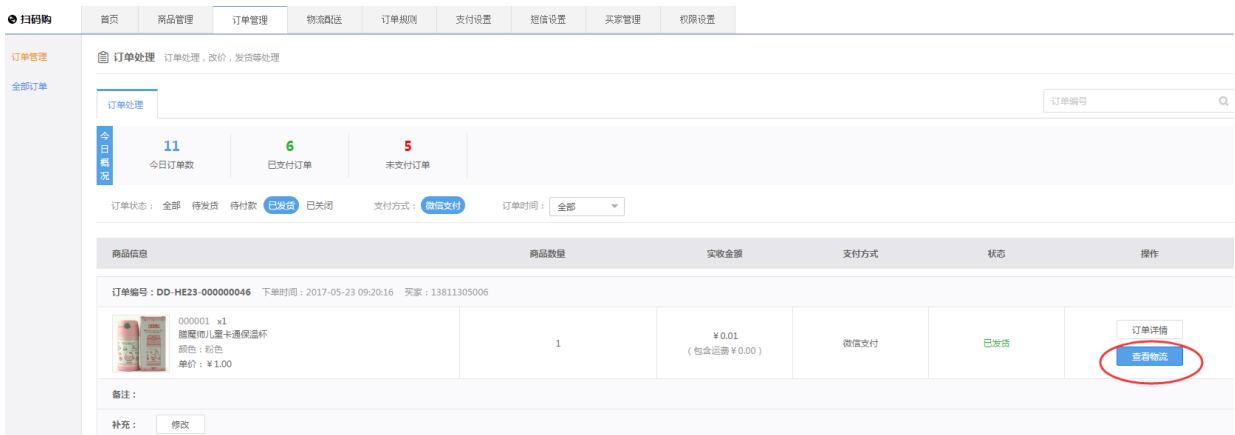 扫码购 首页 商品管理 订单管理 物流配送 订单规则 支付设置 短信设置 买家管理 权限设置
订单管理
全部订单
订单处理 订单处理，改价，发货等处理
订单处理 订单编号
今日概况
11 6 5
今日订单数 已支付订单 未支付订单
订单状态： 全部 待发货 待付款 已发货 已关闭 支付方式： 微信支付 订单时间： 全部
商品信息 商品数量 实收金额 支付方式 状态 操作
订单编号：DD-HE23-000000046 下单时间：2017-05-23 09:20:16 买家：13811305006
000001 x1
膳魔师儿童卡通保温杯
颜色：粉色
单价：¥1.00
1
¥0.01
（包含运费¥0.00）
微信支付
已发货
订单详情
查看物流
备注：
补充： 修改